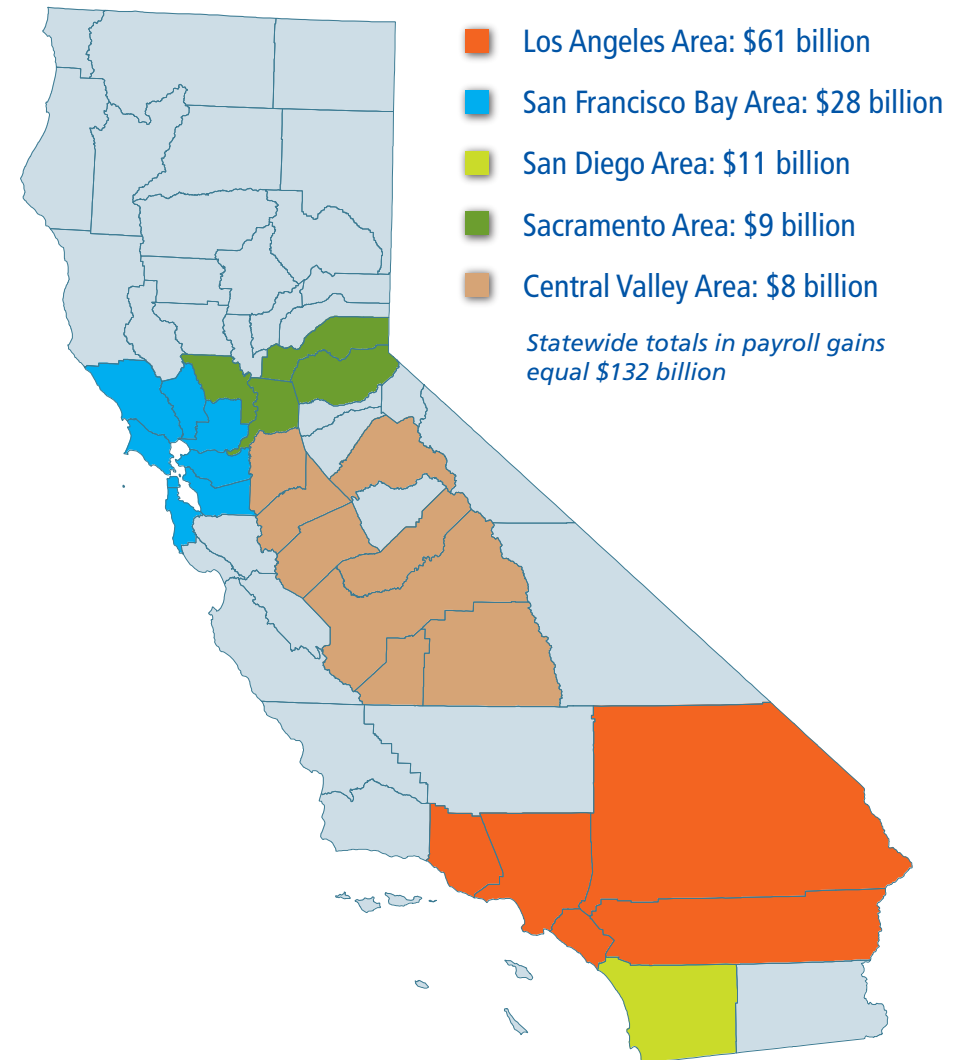 Los Angeles Area: $61 billion
San Francisco Bay Area: $28 billion
San Diego Area: $11 billion
Sacramento Area: $9 billion
Central Valley Area: $8 billion
Statewide totals in payroll gains
equal $132 billion